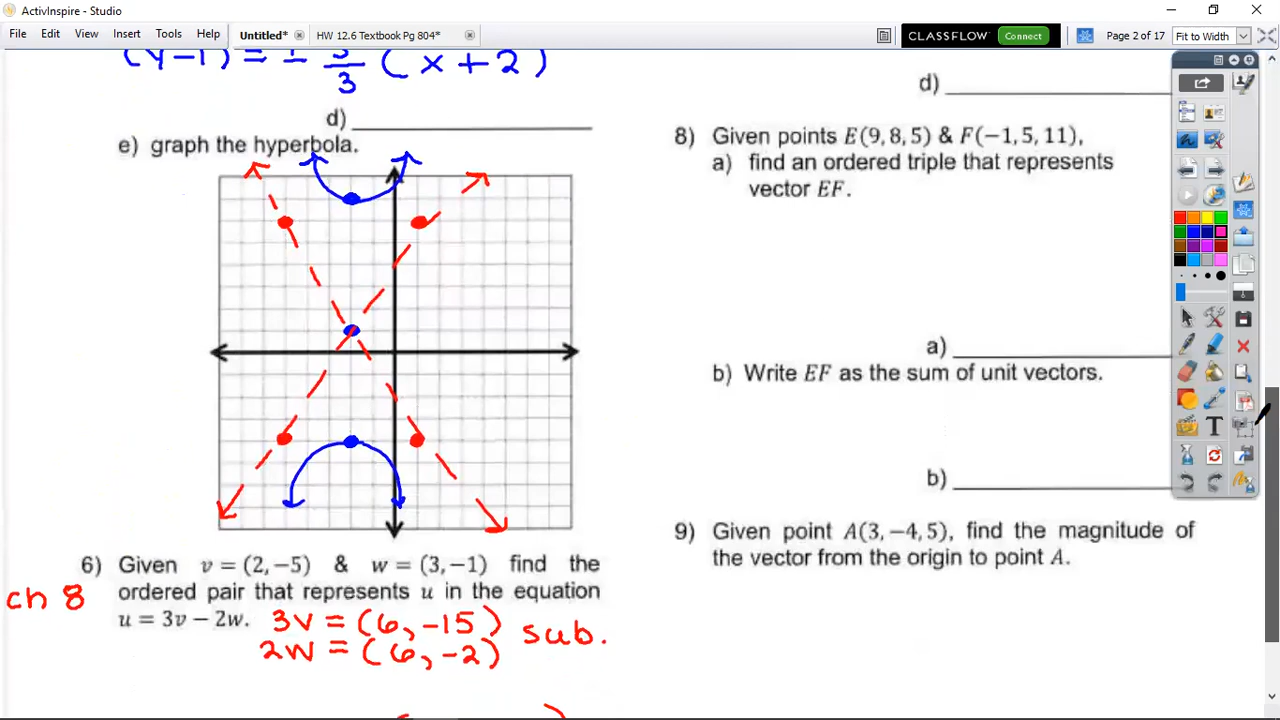 ActivInspire - Studio
File Edit View Insert Tools Help Untitled* HW 12.6 Textbook Pg 804* CLASSFLOW Connect Page 2 of 17 Fit to Width
(y-1) = ± /3 (x+2)
d)
e) graph the hyperbola.
6) Given v = (2, −5) & w = (3, −1) find the
ordered pair that represents u in the equation
u = 3v − 2w.
ch 8
3v = (6, -15) sub.
2w = (6, -2)
d)
8) Given points E(9, 8, 5) & F(−1, 5, 11),
a) find an ordered triple that represents
vector EF.
a)
b) Write EF as the sum of unit vectors.
b)
9) Given point A(3, −4, 5), find the magnitude of
the vector from the origin to point A.
T